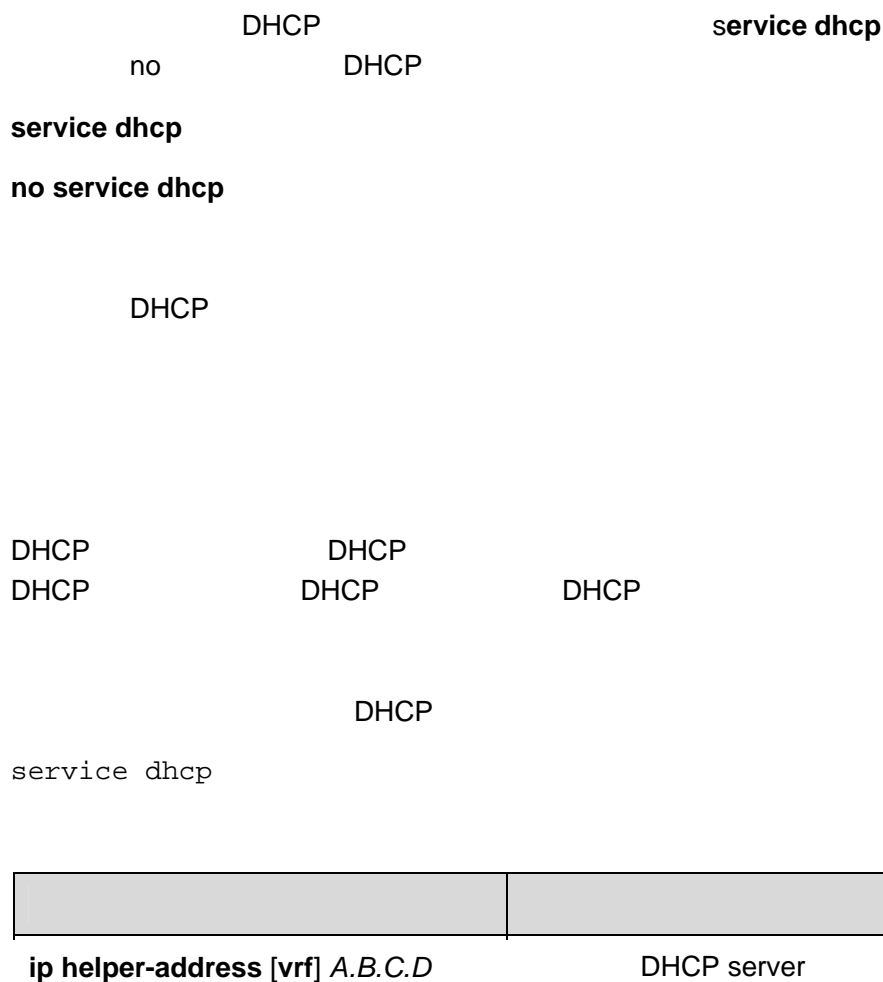 DHCP service dhcp
no DHCP
service dhcp
no service dhcp
DHCP
DHCP DHCP
DHCP DHCP DHCP
DHCP
service dhcp
ip helper-address [vrf] A.B.C.D DHCP server